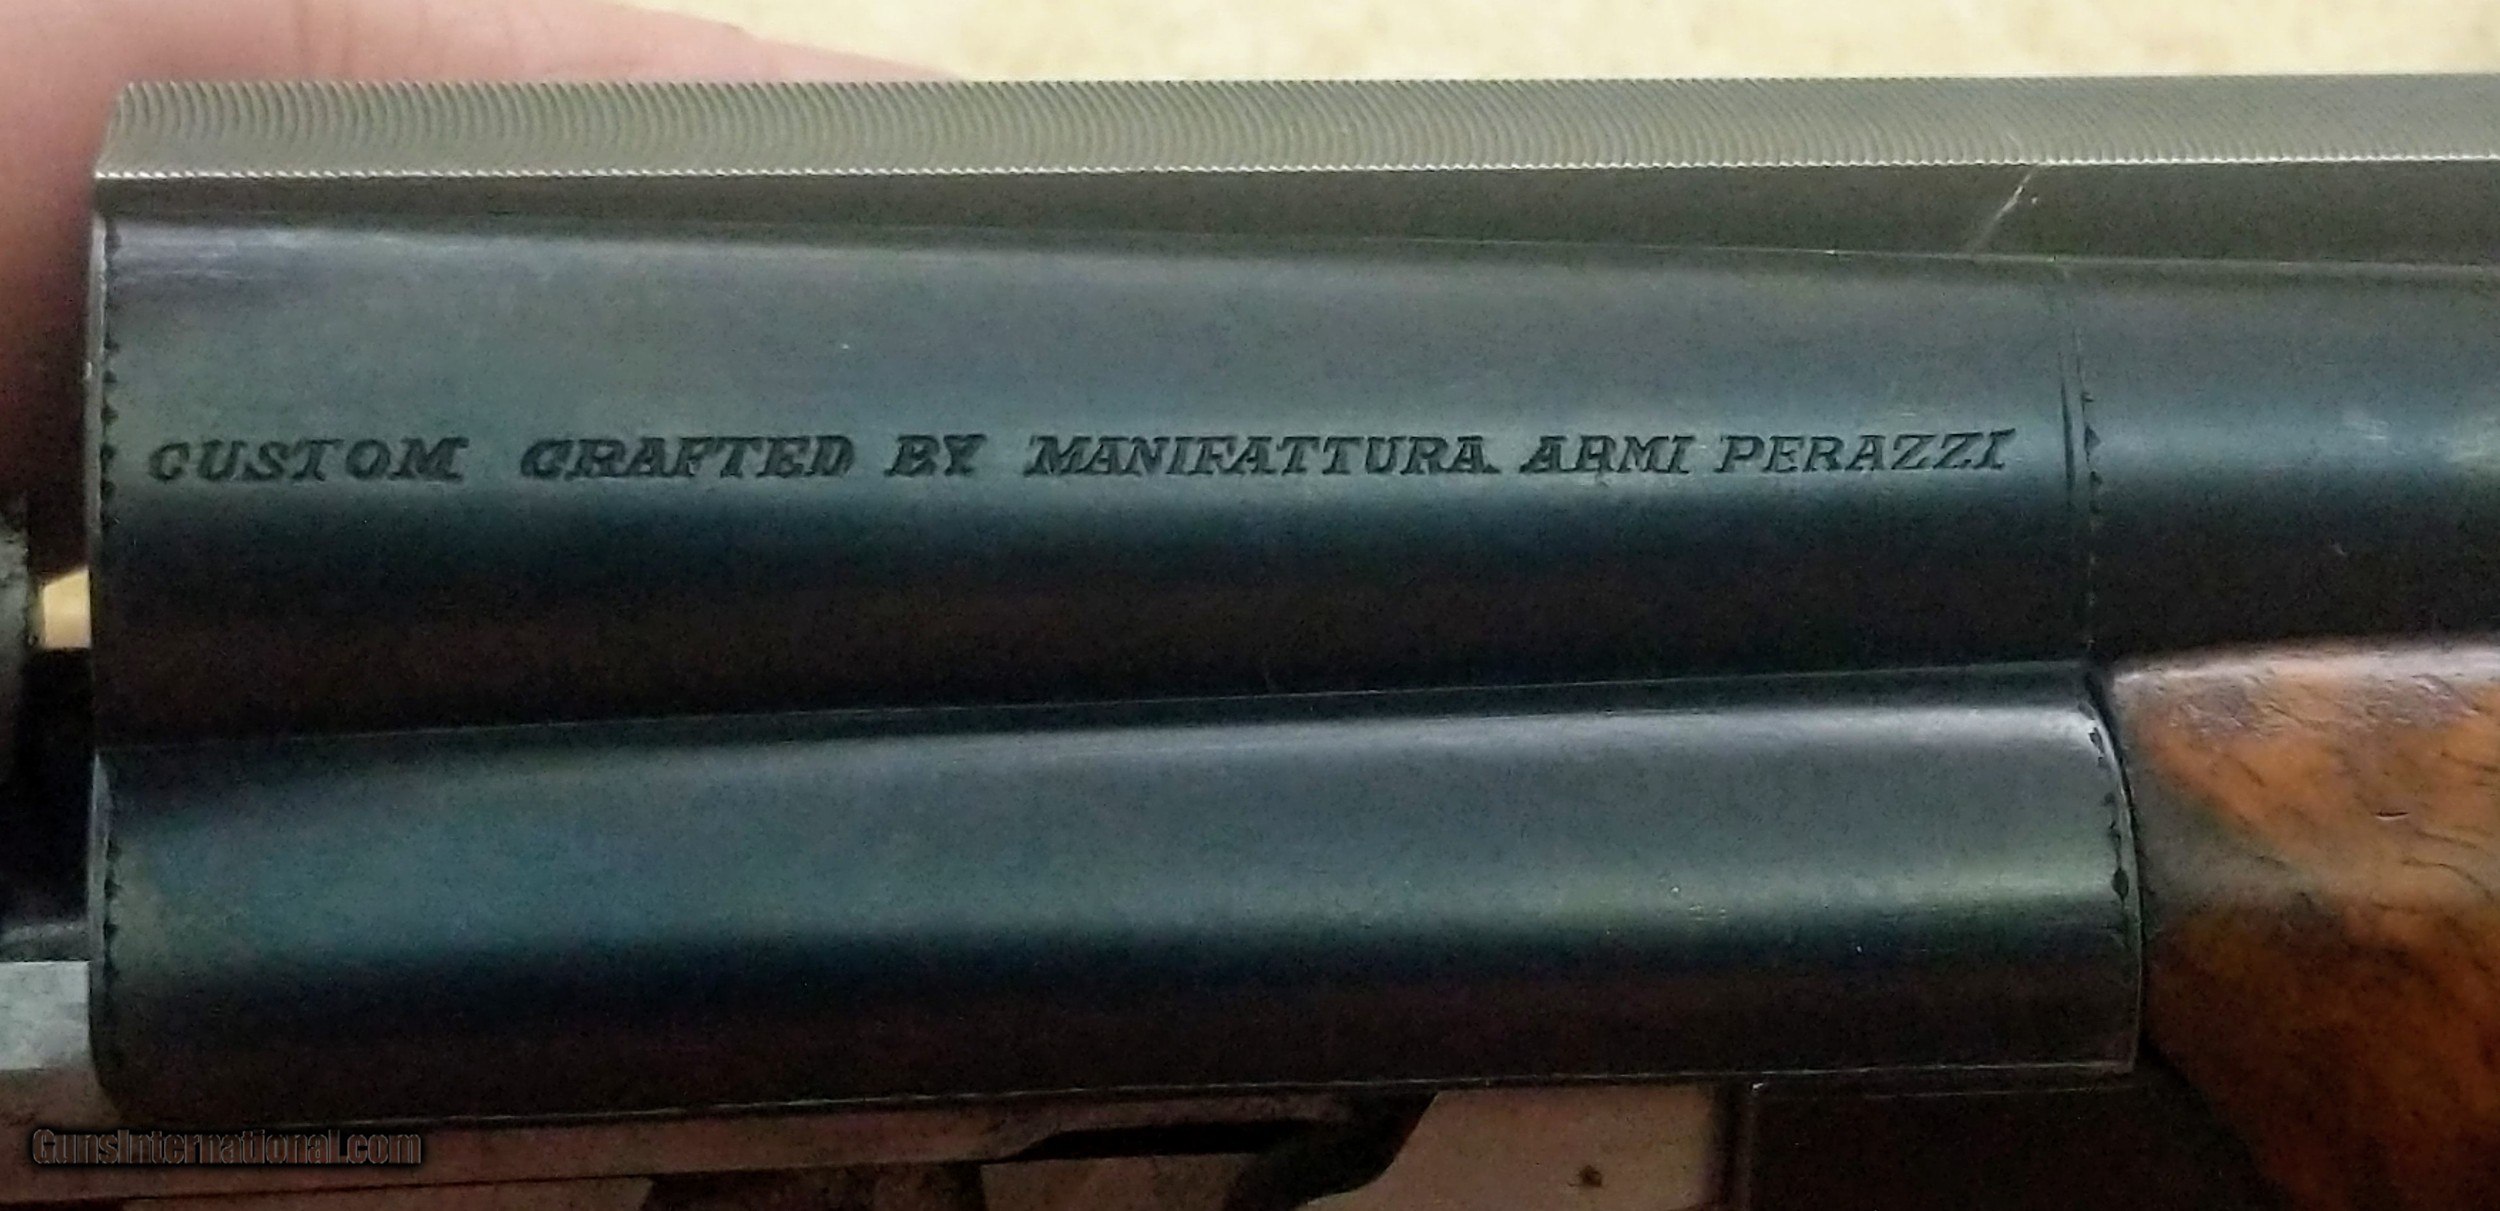 CUSTOM CRAFTED BY MANIFATTURA ARMI PERAZZI
GunsInternational.com